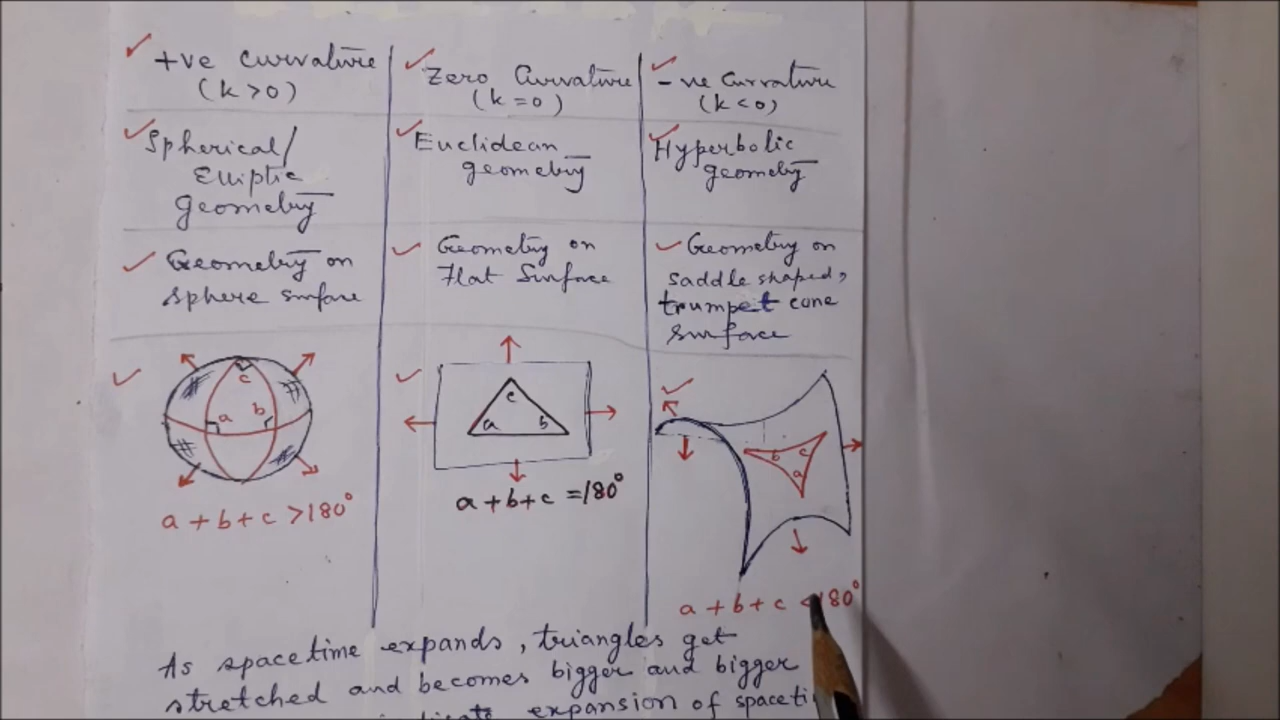 +ve curvature
(k > 0)
Spherical/
Elliptic
geometry
Geometry on
sphere surface
c
a b
a + b + c > 180°
Zero Curvature
(k = 0)
Euclidean
geometry
Geometry on
Flat Surface
c
a b
a + b + c = 180°
-ve Curvature
(k < 0)
Hyperbolic
geometry
Geometry on
saddle shaped,
trumpet cone
surface
b c
a
a + b + c < 180°
As spacetime expands, triangles get
stretched and becomes bigger and bigger
expansion of